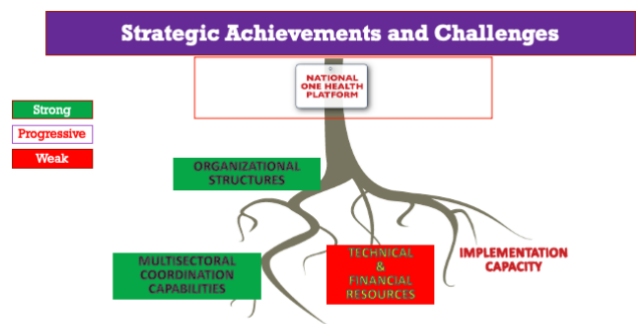 Strategic Achievements and Challenges
NATIONAL
ONE HEALTH
PLATFORM
Strong
Progressive
Weak
ORGANIZATIONAL
STRUCTURES
MULTISECTORAL
COORDINATION
CAPABILITIES
TECHNICAL
&
FINANCIAL
RESOURCES
IMPLEMENTATION
CAPACITY